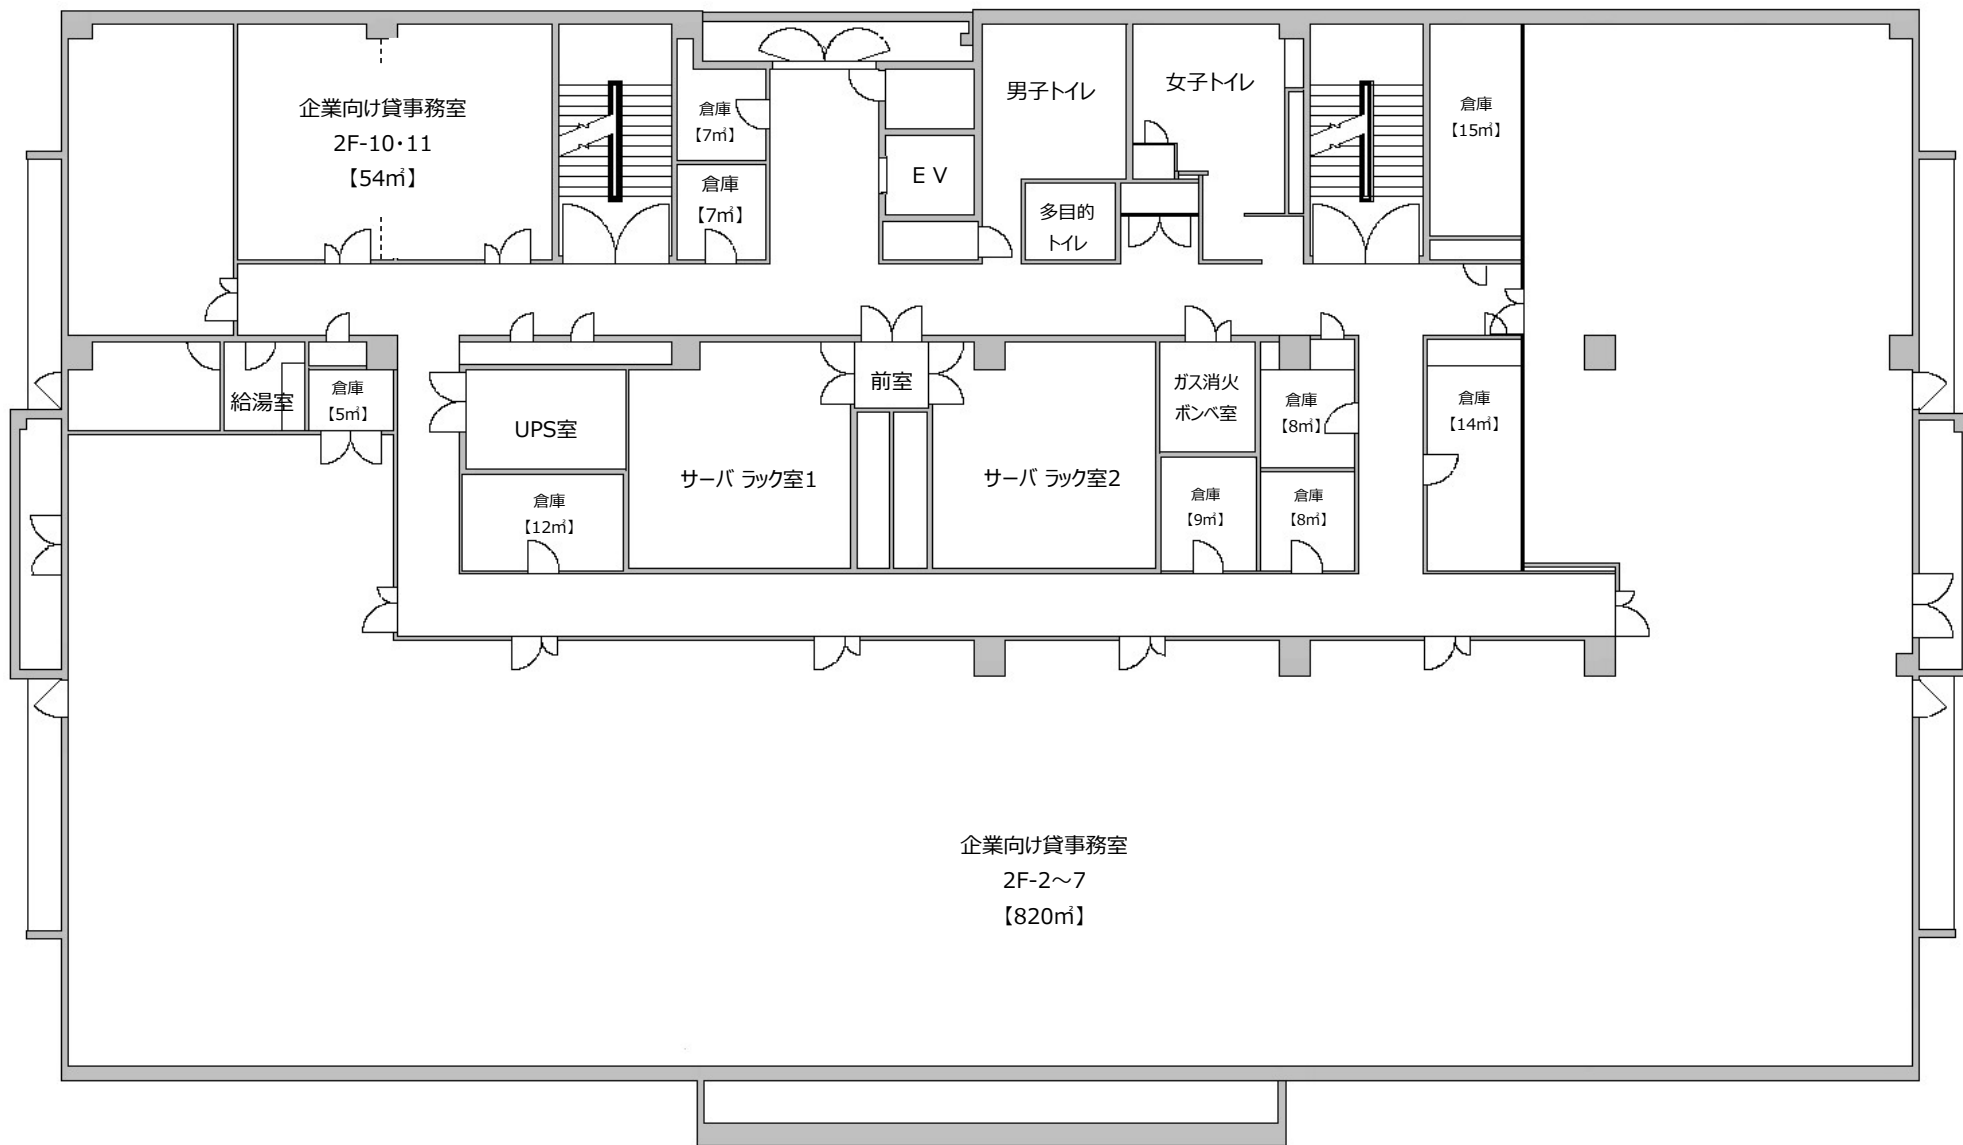 企業向け貸事務室
2F-10・11
【54㎡】
倉庫
【7㎡】
倉庫
【7㎡】
E V
男子トイレ
女子トイレ
多目的
トイレ
倉庫
【15㎡】
給湯室
倉庫
【5㎡】
UPS室
倉庫
【12㎡】
サーバ ラック室1
前室
サーバ ラック室2
ガス消火
ボンベ室
倉庫
【8㎡】
倉庫
【9㎡】
倉庫
【8㎡】
倉庫
【14㎡】
企業向け貸事務室
2F-2～7
【820㎡】